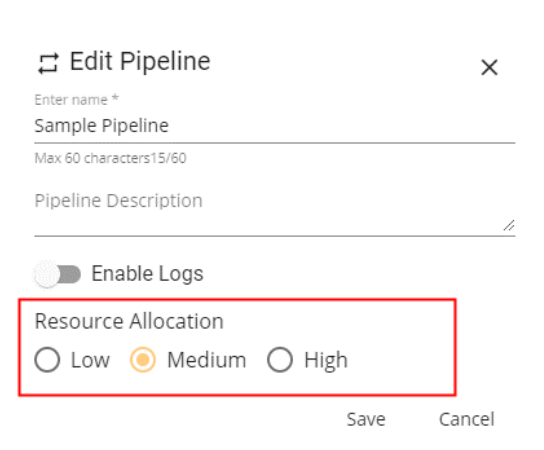 Edit Pipeline
Enter name *
Sample Pipeline
Max 60 characters15/60
Pipeline Description
Enable Logs
Resource Allocation
Low Medium High
Save Cancel